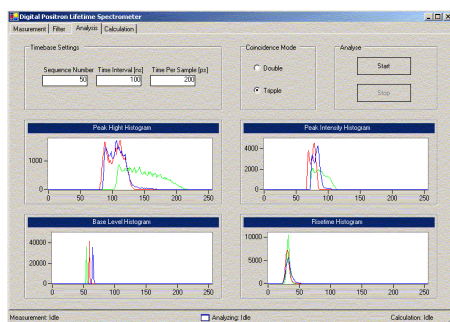 Digital Positron Lifetime Spectrometer
Measurement Filter Analysis Calculation
Timebase Settings
Sequence Number Time Interval [ns] Time Per Sample [ps]
50 100 200
Coincidence Mode
Double
Tapple
Analyse
Start
Stop
Peak Hight Histogram
1000
0
0 50 100 150 200 250
Peak Intensity Histogram
4000
2000
0
0 50 100 150 200 250
Base Level Histogram
40000
20000
0
0 50 100 150 200 250
Risetime Histogram
10000
5000
0
0 50 100 150 200 250
Measurement: Idle Analyzing: Idle Calculation: Idle